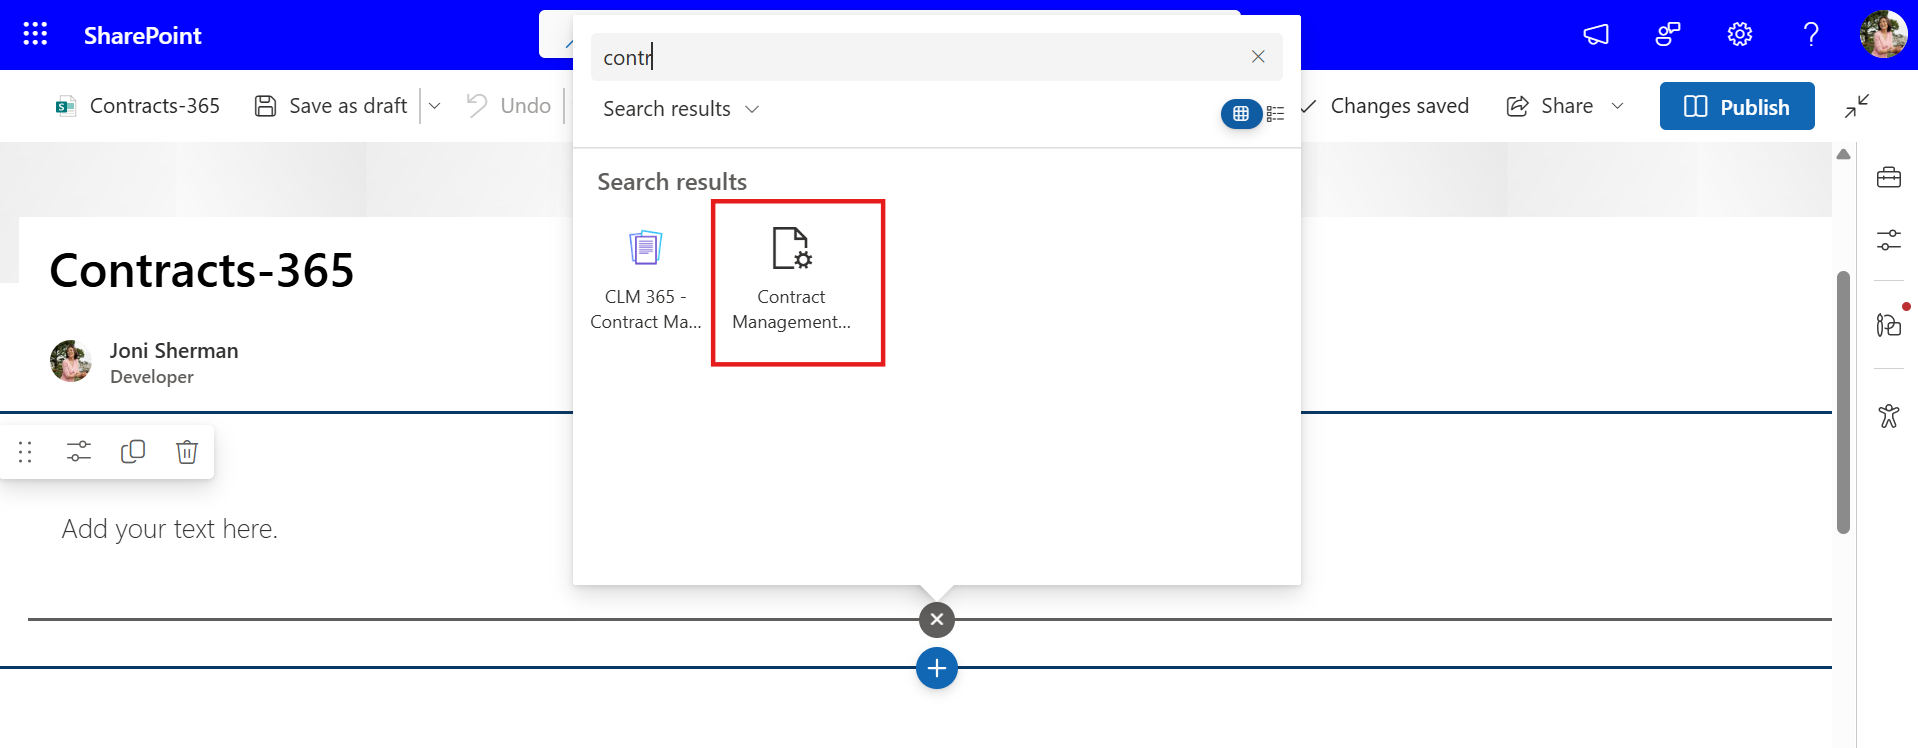 SharePoint
contr
Contracts-365
Save as draft
Undo
Search results
Changes saved
Share
Publish
Search results
CLM 365 -
Contract Ma...
Contract
Management...
Contracts-365
Joni Sherman
Developer
Add your text here.